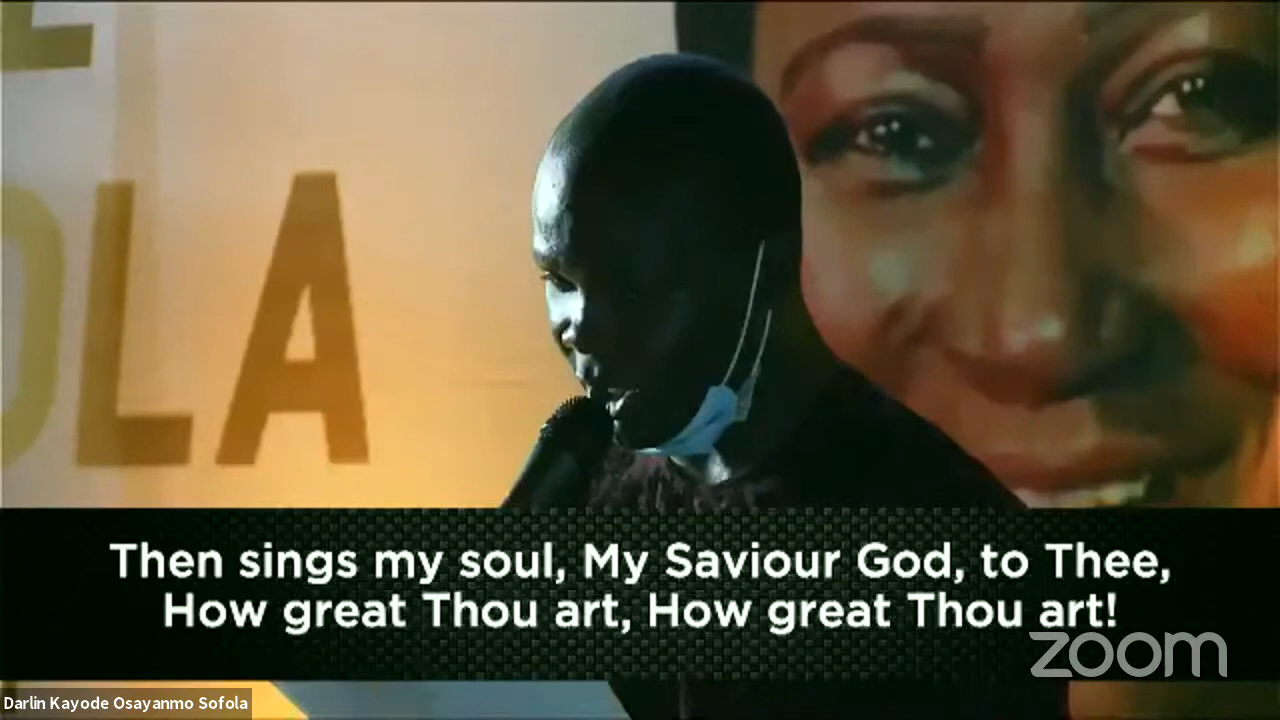 OLA
Then sings my soul, My Saviour God, to Thee,
How great Thou art, How great Thou art!
zoom
Darlin Kayode Osayanmo Sofola